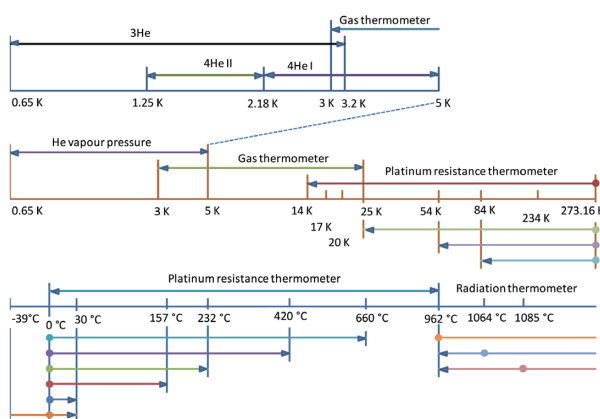 Gas thermometer
3He
4He II
4He I
0.65 K
1.25 K
2.18 K
3 K
3.2 K
5 K
He vapour pressure
Gas thermometer
Platinum resistance thermometer
0.65 K
3 K
5 K
14 K
25 K
54 K
84 K
273.16 K
17 K
234 K
20 K
Platinum resistance thermometer
Radiation thermometer
-39°C
0 °C
30 °C
157 °C
232 °C
420 °C
660 °C
962 °C
1064 °C
1085 °C